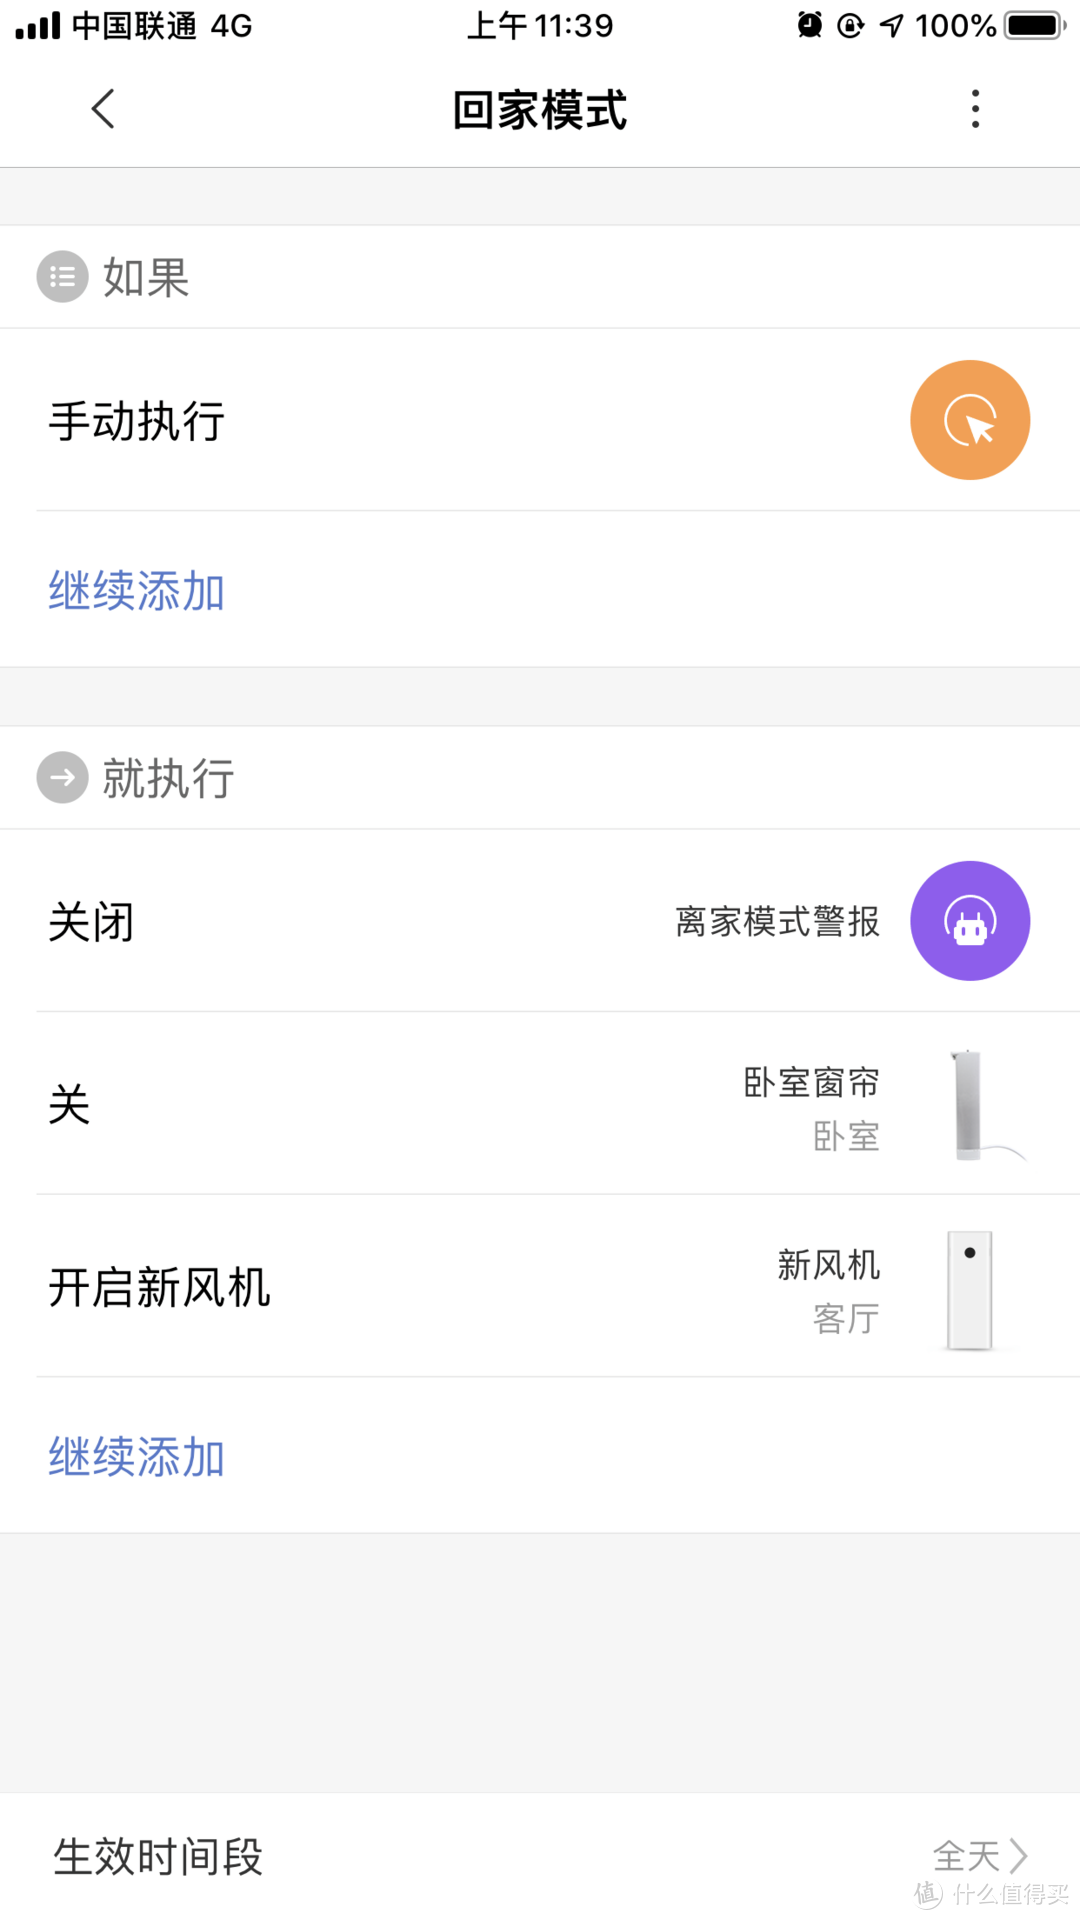 中国联通 4G 上午11:39 100%
回家模式
如果
手动执行
继续添加
就执行
关闭 离家模式警报
关 卧室窗帘
卧室
开启新风机 新风机
客厅
继续添加
生效时间段 全天
值 什么值得买